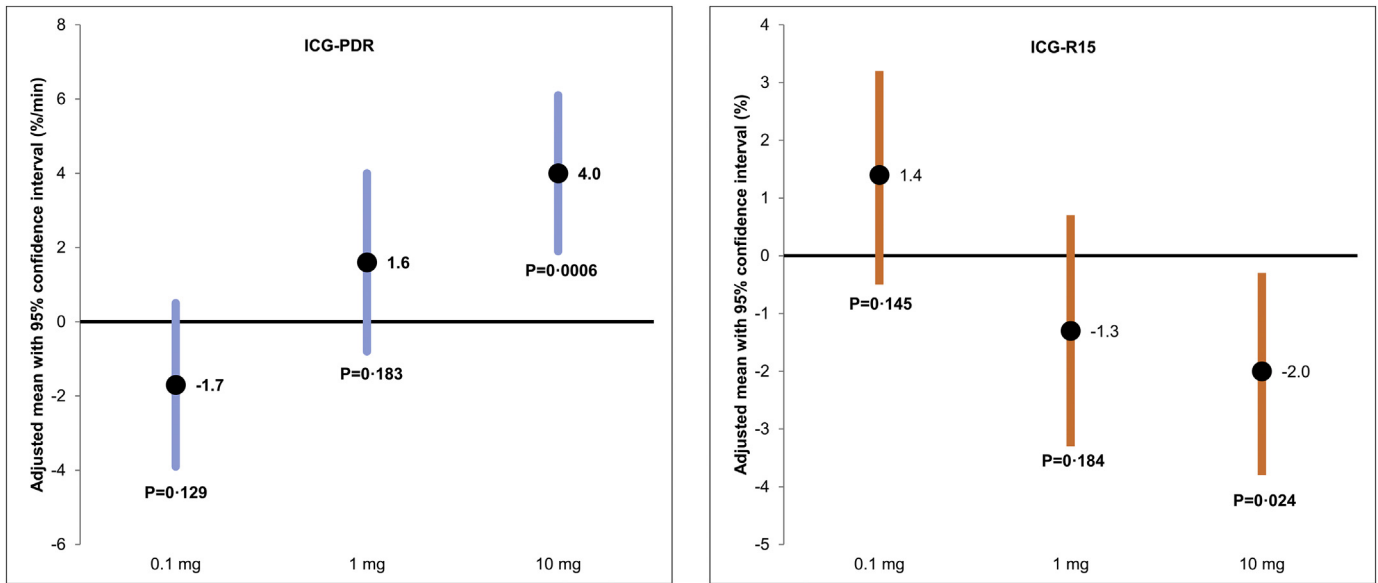 ICG-PDR
Adjusted mean with 95% confidence interval (%/min)
8
6
4
2
0
-2
-4
-6
-1.7
1.6
4.0
P=0·129
P=0·183
P=0·0006
0.1 mg
1 mg
10 mg
ICG-R15
Adjusted mean with 95% confidence interval (%)
4
3
2
1
0
-1
-2
-3
-4
-5
1.4
-1.3
-2.0
P=0·145
P=0·184
P=0·024
0.1 mg
1 mg
10 mg